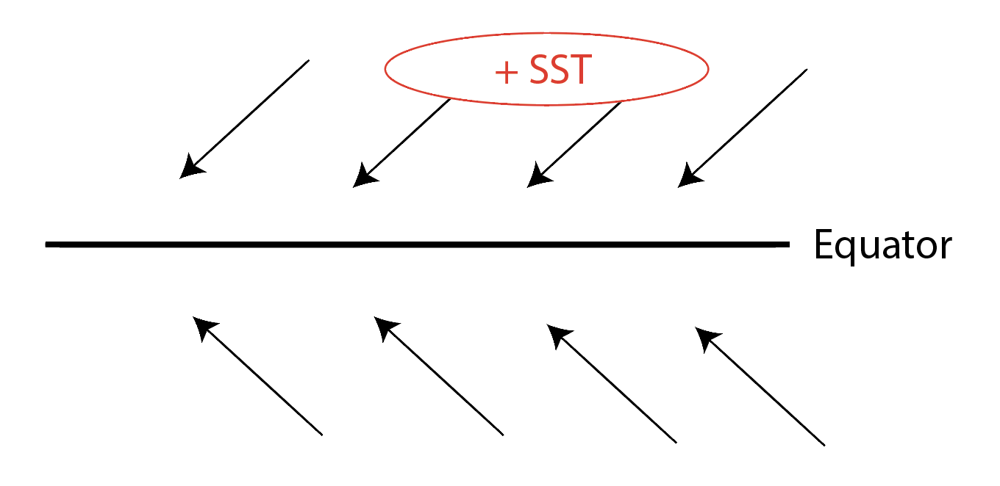 + SST
Equator